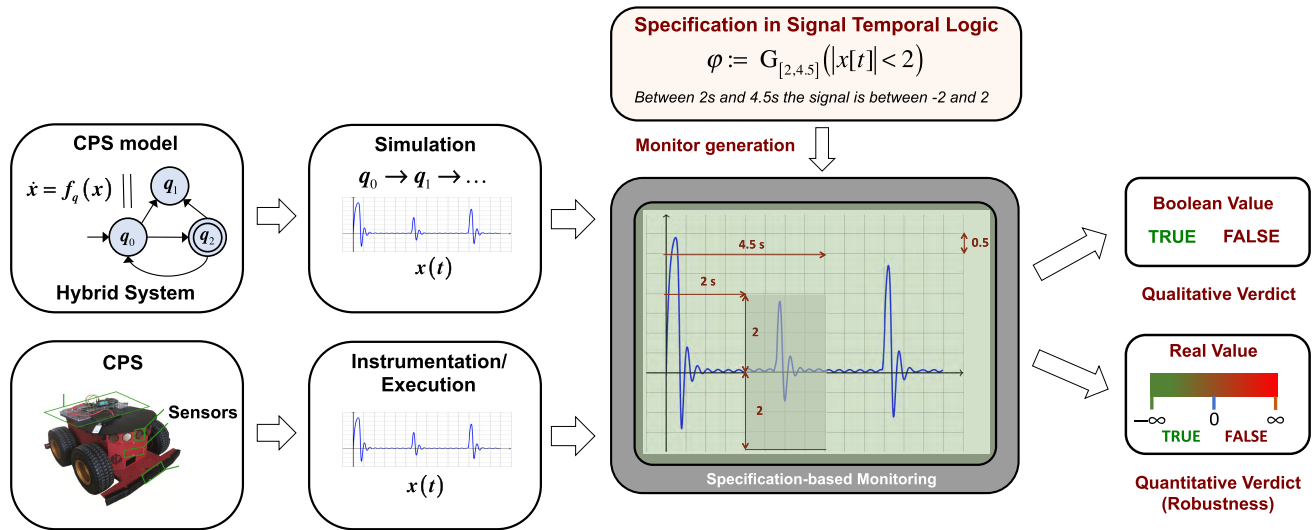 Specification in Signal Temporal Logic
φ := G[2,4.5](|x[t]| < 2)
Between 2s and 4.5s the signal is between -2 and 2
Monitor generation
CPS model
ẋ = f_q(x) ||
q₁
q₀
q₂
Hybrid System
Simulation
q₀ → q₁ → ...
x(t)
CPS
Sensors
Instrumentation/
Execution
x(t)
4.5 s
0.5
2 s
2
2
Specification-based Monitoring
Boolean Value
TRUE FALSE
Qualitative Verdict
Real Value
−∞ 0 ∞
TRUE FALSE
Quantitative Verdict
(Robustness)